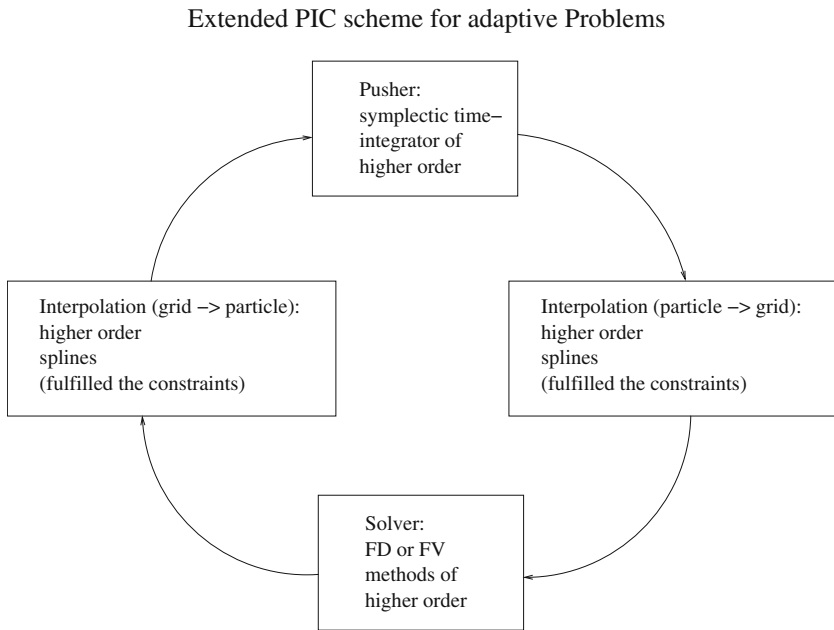 Extended PIC scheme for adaptive Problems
Pusher:
symplectic time−
integrator of
higher order
Interpolation (grid −> particle):
higher order
splines
(fulfilled the constraints)
Interpolation (particle −> grid):
higher order
splines
(fulfilled the constraints)
Solver:
FD or FV
methods of
higher order